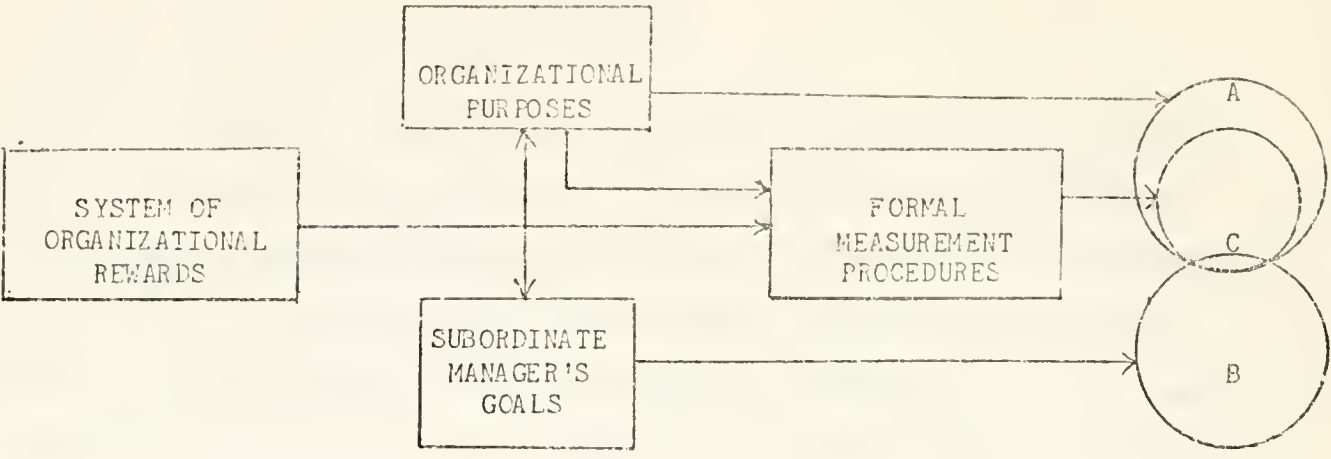 ORGANIZATIONAL
PURPOSES
A
SYSTEM OF
ORGANIZATIONAL
REWARDS
FORMAL
MEASUREMENT
PROCEDURES
C
SUBORDINATE
MANAGER'S
GOALS
B